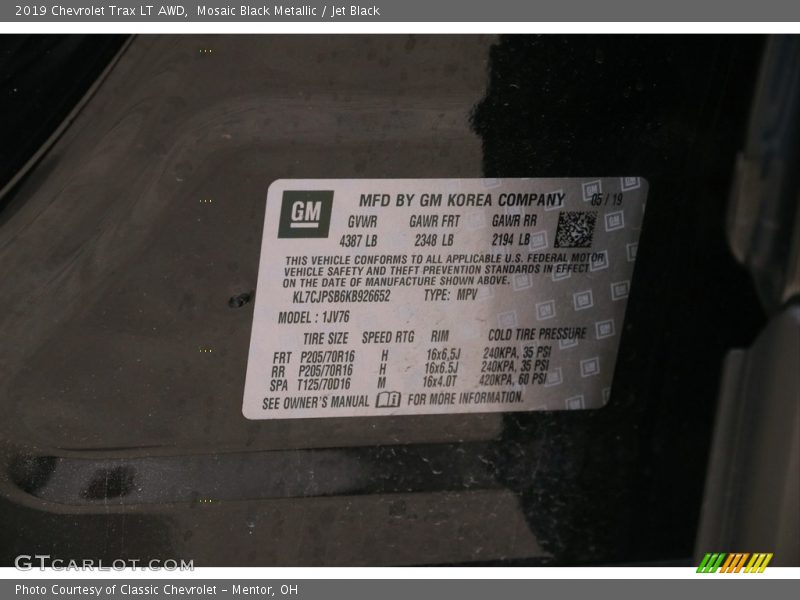 2019 Chevrolet Trax LT AWD,  Mosaic Black Metallic / Jet Black
GM
MFD BY GM KOREA COMPANY 05 / 19
GVWR GAWR FRT GAWR RR
4387 LB 2348 LB 2194 LB
THIS VEHICLE CONFORMS TO ALL APPLICABLE U.S. FEDERAL MOTOR
VEHICLE SAFETY AND THEFT PREVENTION STANDARDS IN EFFECT
ON THE DATE OF MANUFACTURE SHOWN ABOVE.
KL7CJPSB6KB926652 TYPE: MPV
MODEL : 1JV76
TIRE SIZE SPEED RTG RIM COLD TIRE PRESSURE
FRT P205/70R16 H 16x6.5J 240KPA, 35 PSI
RR P205/70R16 H 16x6.5J 240KPA, 35 PSI
SPA T125/70D16 M 16x4.0T 420KPA, 60 PSI
SEE OWNER'S MANUAL FOR MORE INFORMATION.
GTCARLOT.COM
Photo Courtesy of Classic Chevrolet – Mentor, OH